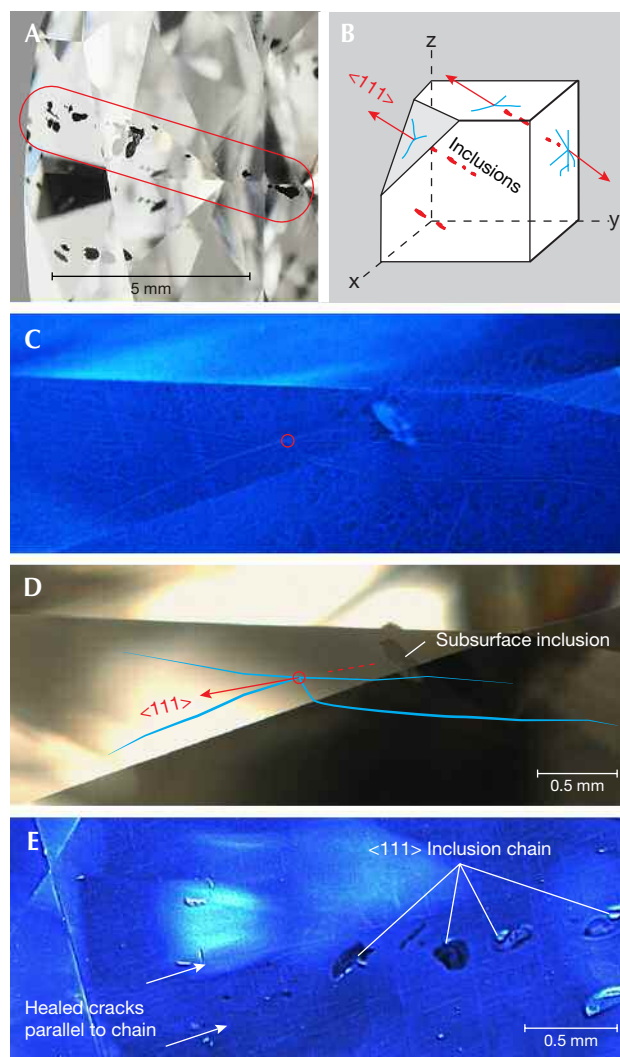 A
5 mm
B
z
<111>
Inclusions
y
x
C
D
Subsurface inclusion
<111>
0.5 mm
E
<111> Inclusion chain
Healed cracks
parallel to chain
0.5 mm